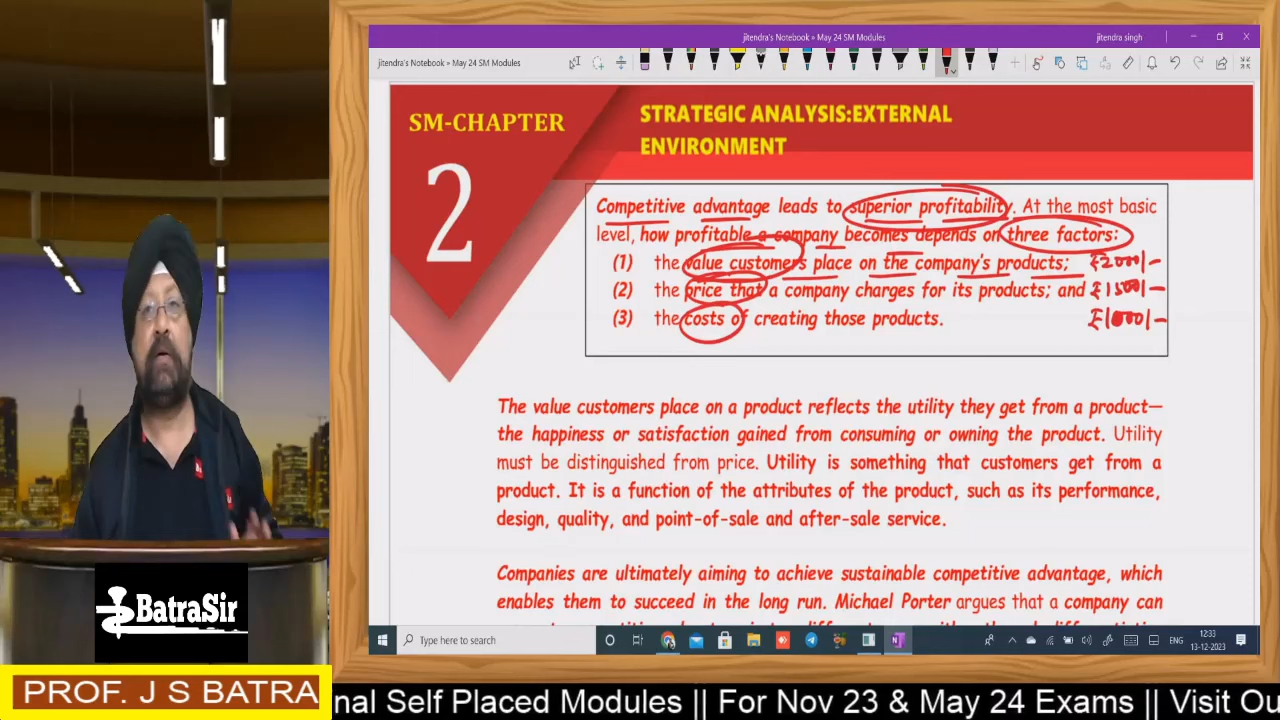 jitendra's Notebook » May 24 SM Modules
jitendra singh
jitendra's Notebook » May 24 SM Modules
SM-CHAPTER
2
STRATEGIC ANALYSIS:EXTERNAL
ENVIRONMENT
Competitive advantage leads to superior profitability. At the most basic
level, how profitable a company becomes depends on three factors:
(1) the value customers place on the company's products; ₹2000/-
(2) the price that a company charges for its products; and ₹1500/-
(3) the costs of creating those products. ₹1000/-
The value customers place on a product reflects the utility they get from a product—
the happiness or satisfaction gained from consuming or owning the product. Utility
must be distinguished from price. Utility is something that customers get from a
product. It is a function of the attributes of the product, such as its performance,
design, quality, and point-of-sale and after-sale service.
Companies are ultimately aiming to achieve sustainable competitive advantage, which
enables them to succeed in the long run. Michael Porter argues that a company can
Type here to search
ENG
12:33
13-12-2023
BatraSir
PROF. J S BATRA
nal Self Placed Modules || For Nov 23 & May 24 Exams || Visit Ou